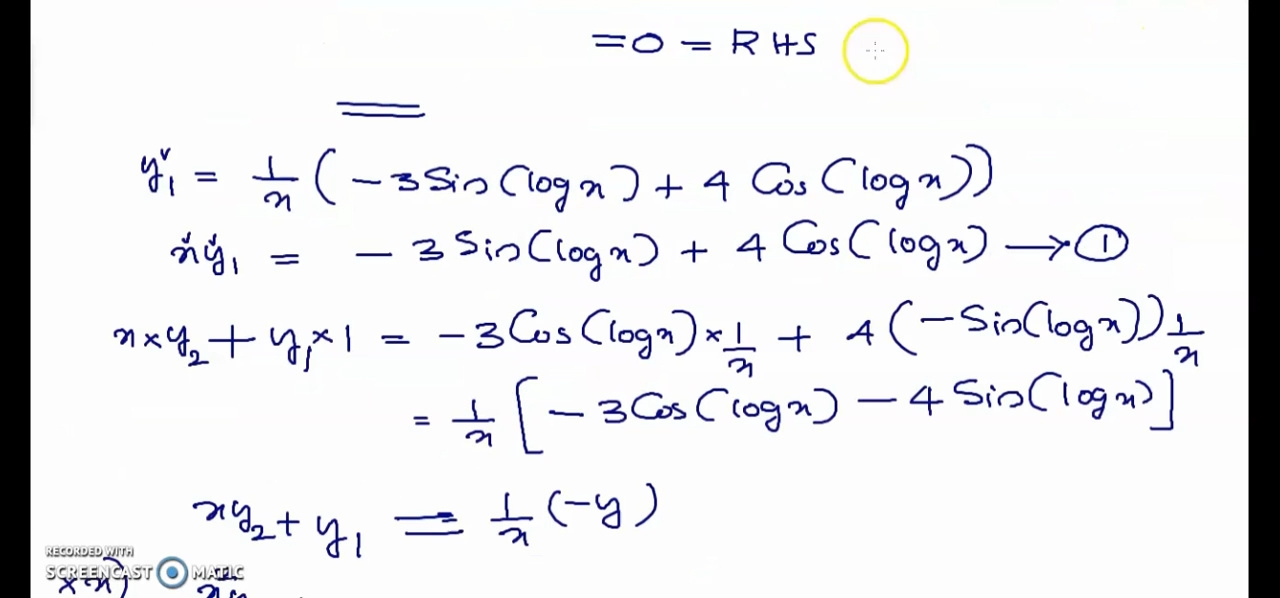 = 0 = RHS
y₁ = 1/x (-3 Sin(log x) + 4 Cos(log x))
xy₁ = -3 Sin(log x) + 4 Cos(log x) → ①
x × y₂ + y₁ × 1 = -3 Cos(log x) × 1/x + 4 (-Sin(log x)) 1/x
= 1/x [-3 Cos(log x) - 4 Sin(log x)]
xy₂ + y₁ = 1/x (-y)
RECORDED WITH
SCREENCAST MATIC
×x)